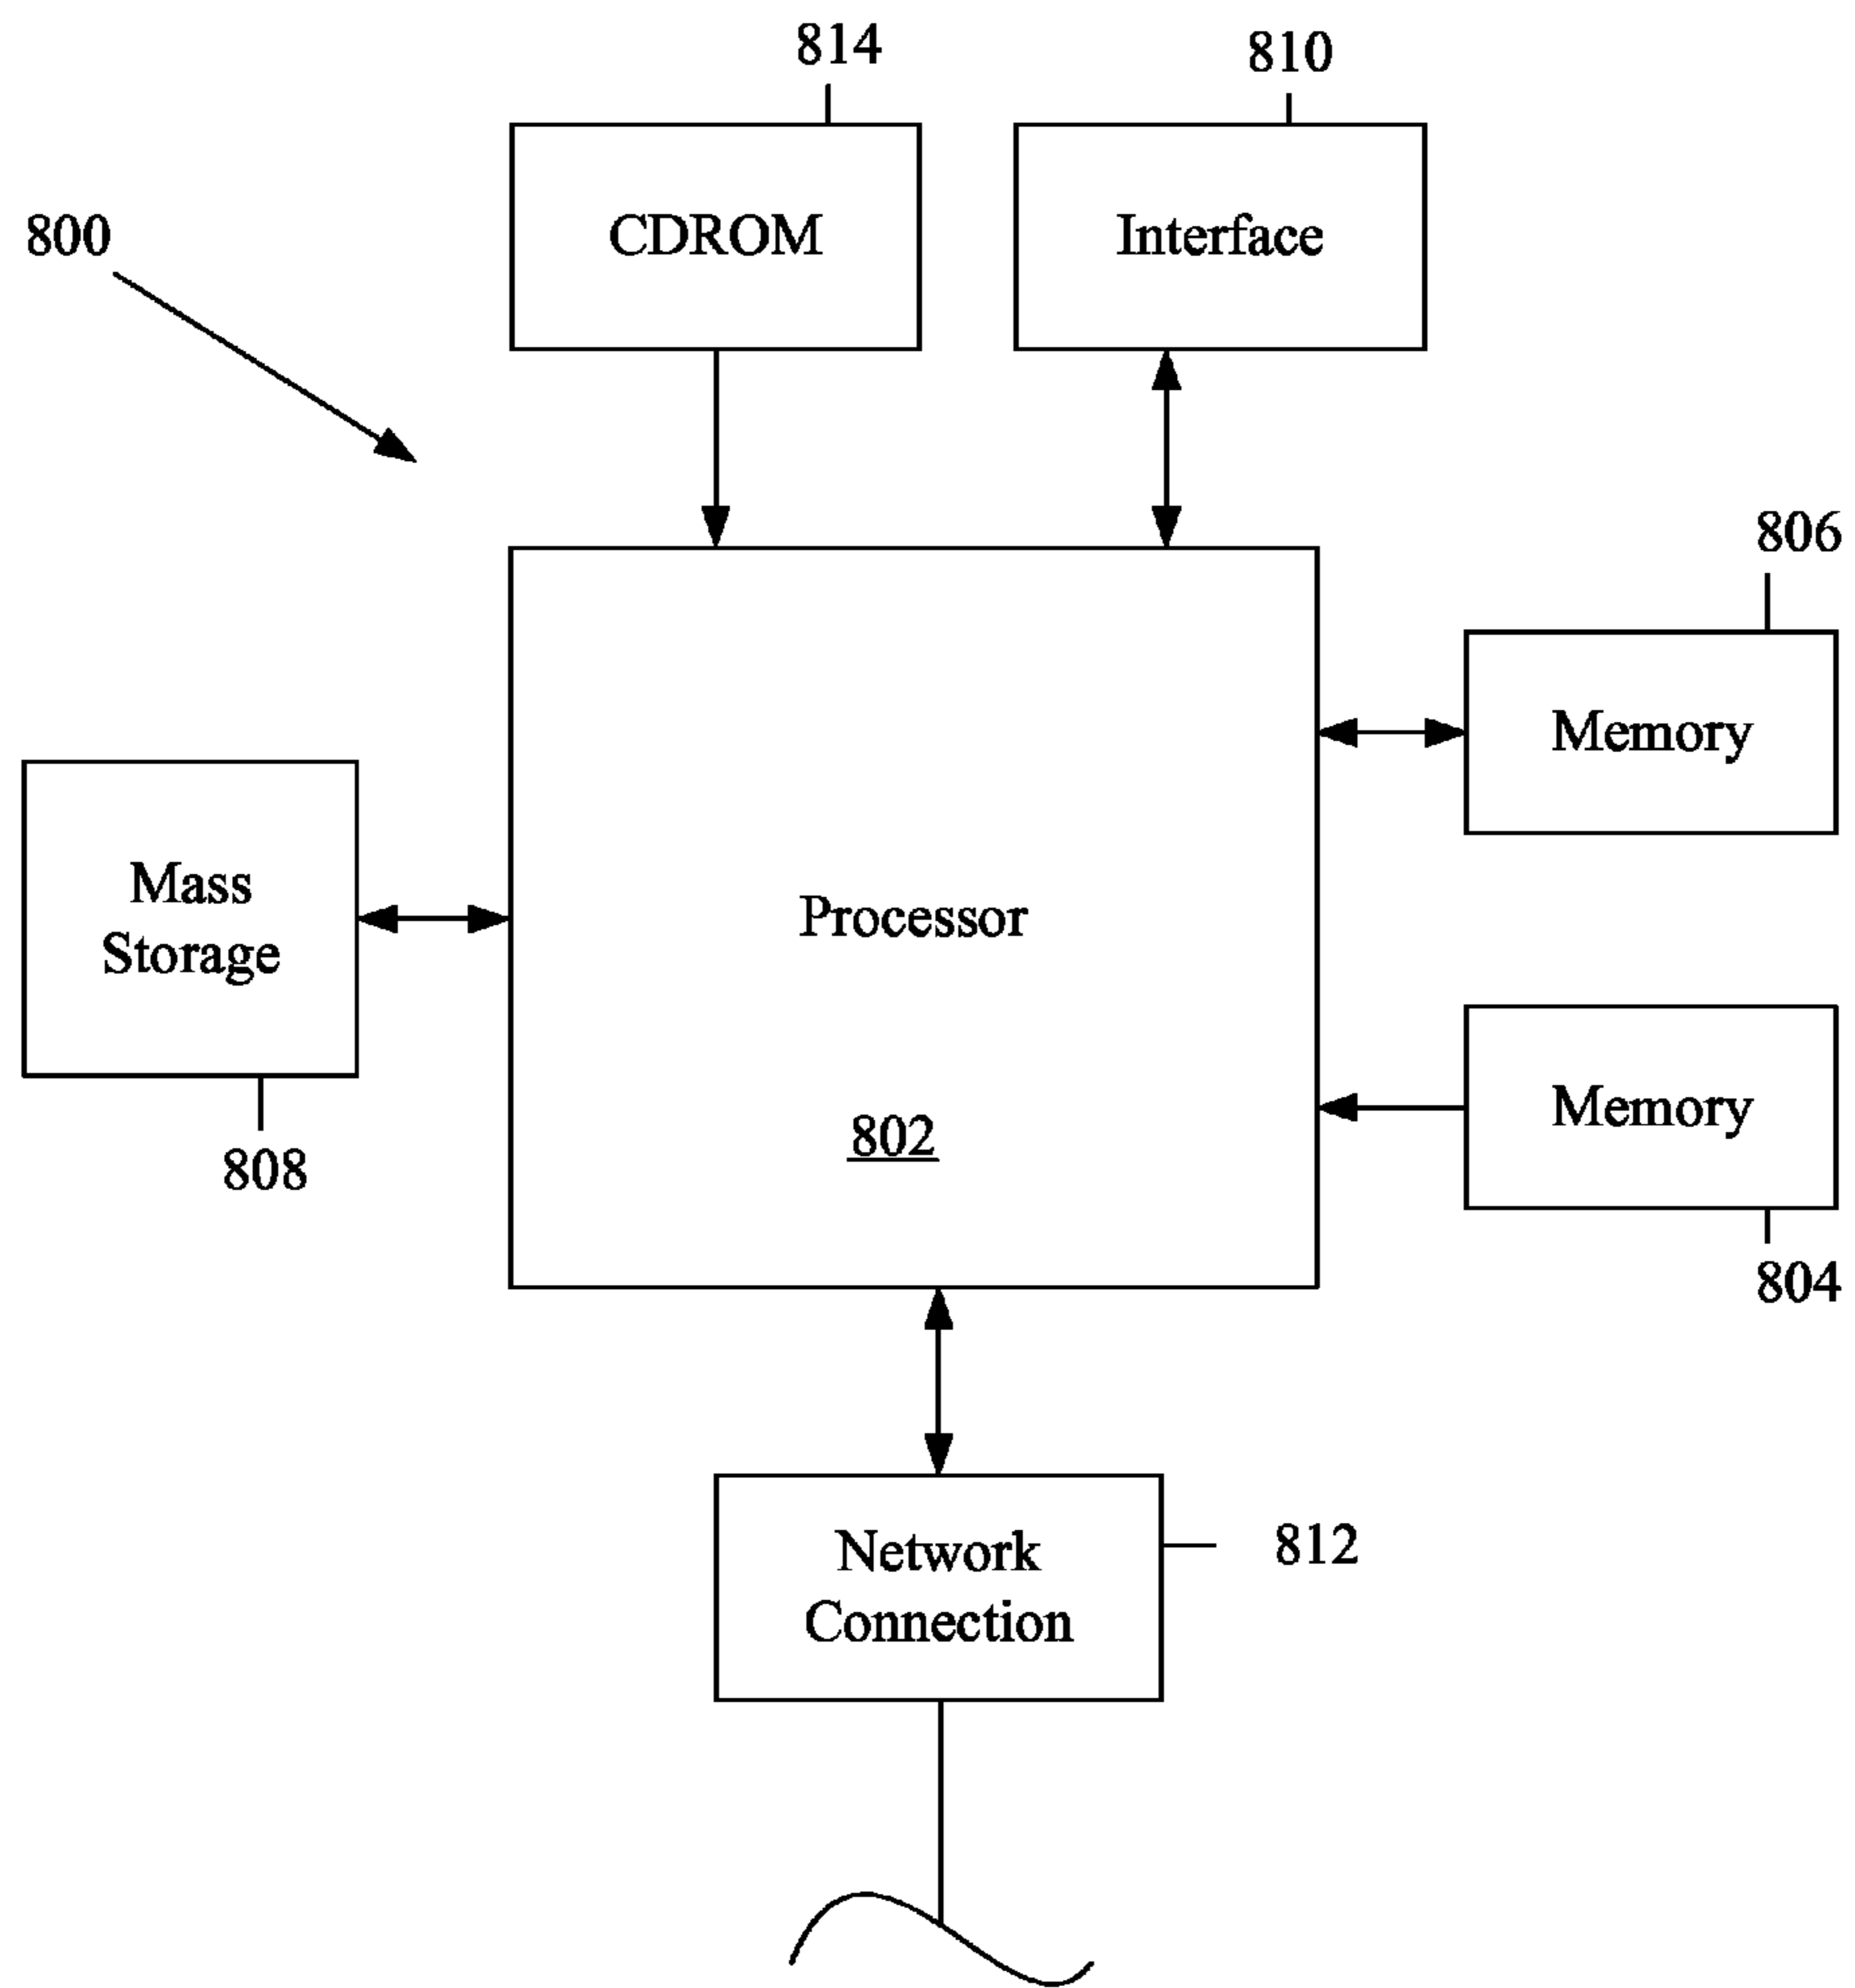 814
810
800
CDROM
Interface
806
Memory
Mass
Storage
Processor
802
Memory
808
804
Network
Connection
812